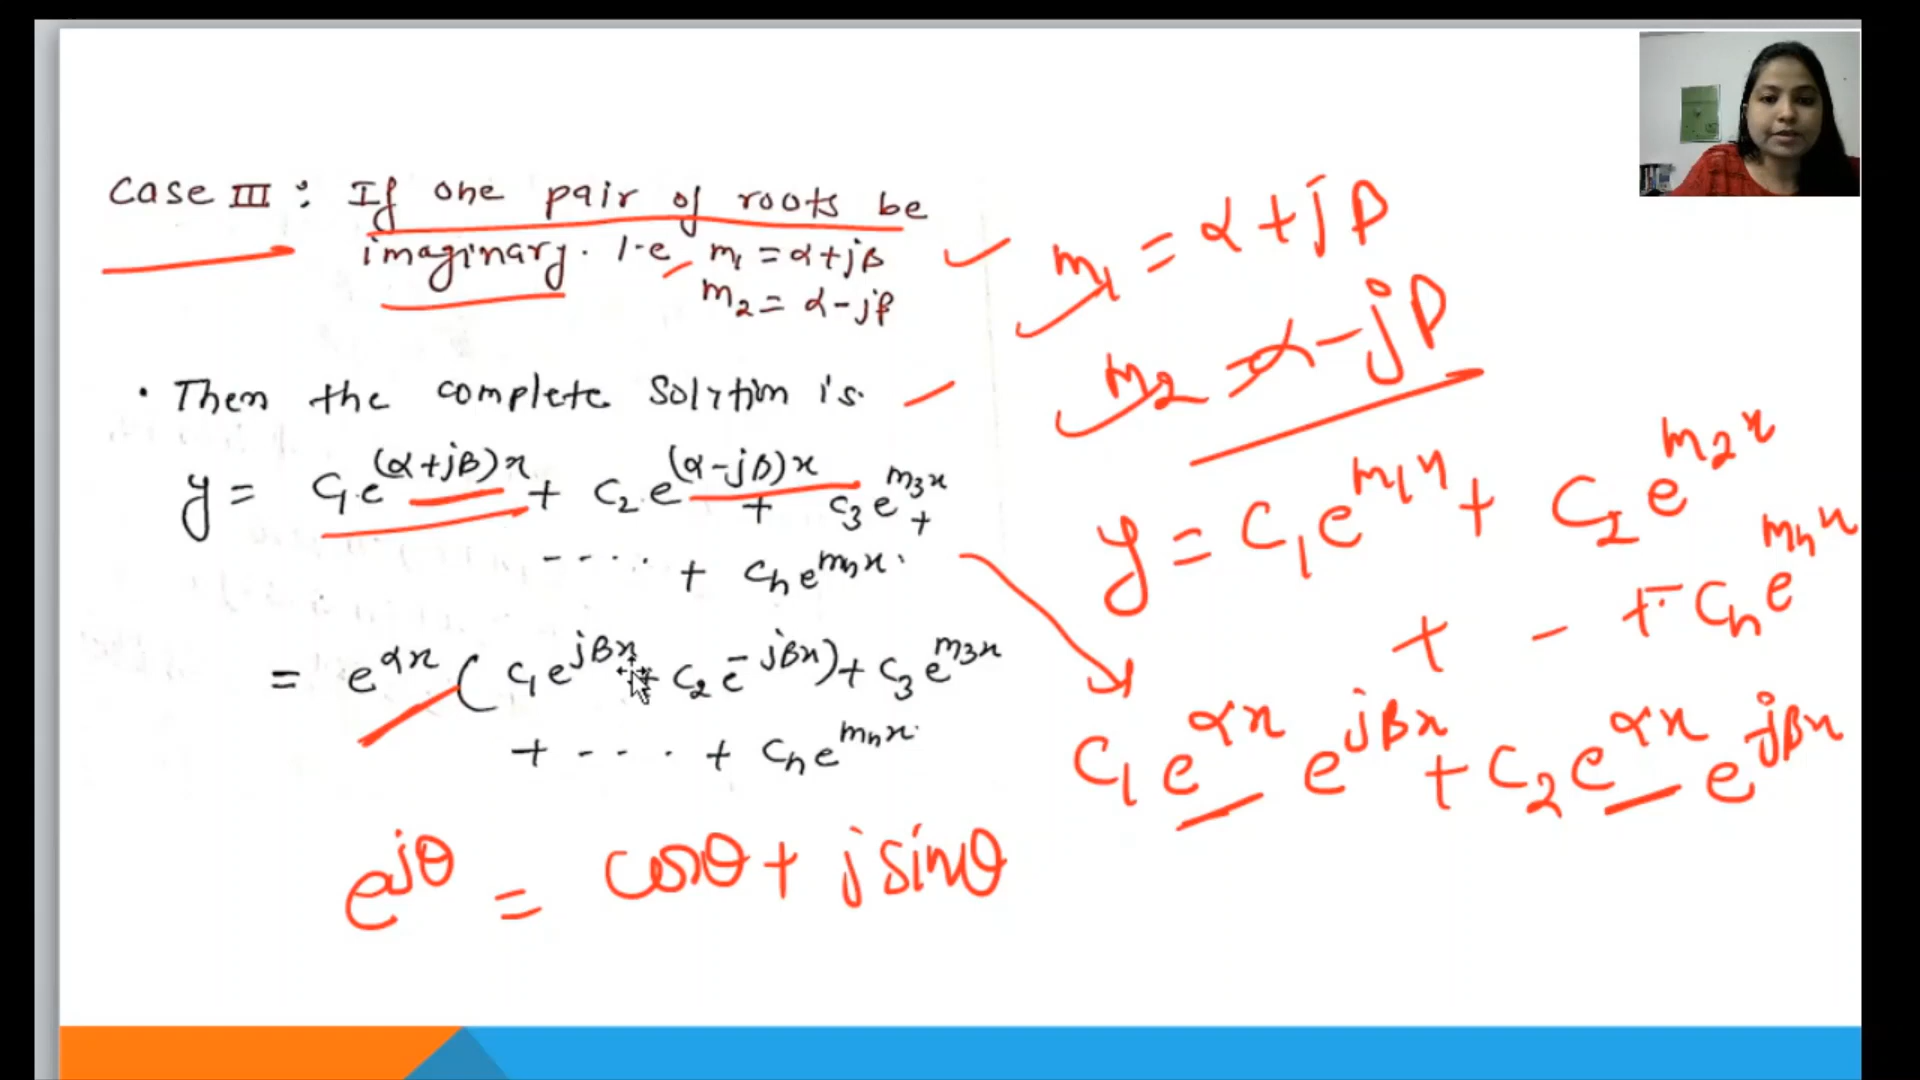 Case III : If one pair of roots be
imaginary. I-e m₁ = α+jβ
m₂ = α-jβ
• Then the complete Solution is.
y = C₁e^(α+jβ)x + C₂e^(α-jβ)x + C₃e^m₃x +
---- + Cₙe^mₙx.
= e^αx (C₁e^jβx + C₂e^-jβx) + C₃e^m₃x
+ --- + Cₙe^mₙx.
e^jθ = cosθ + j sinθ
m₁ = α+jβ
m₂ = α-jβ
y = C₁e^m₁x + C₂e^m₂x
+ - -- + Cₙe^mₙx
C₁e^αx e^jβx + C₂e^αx e^-jβx